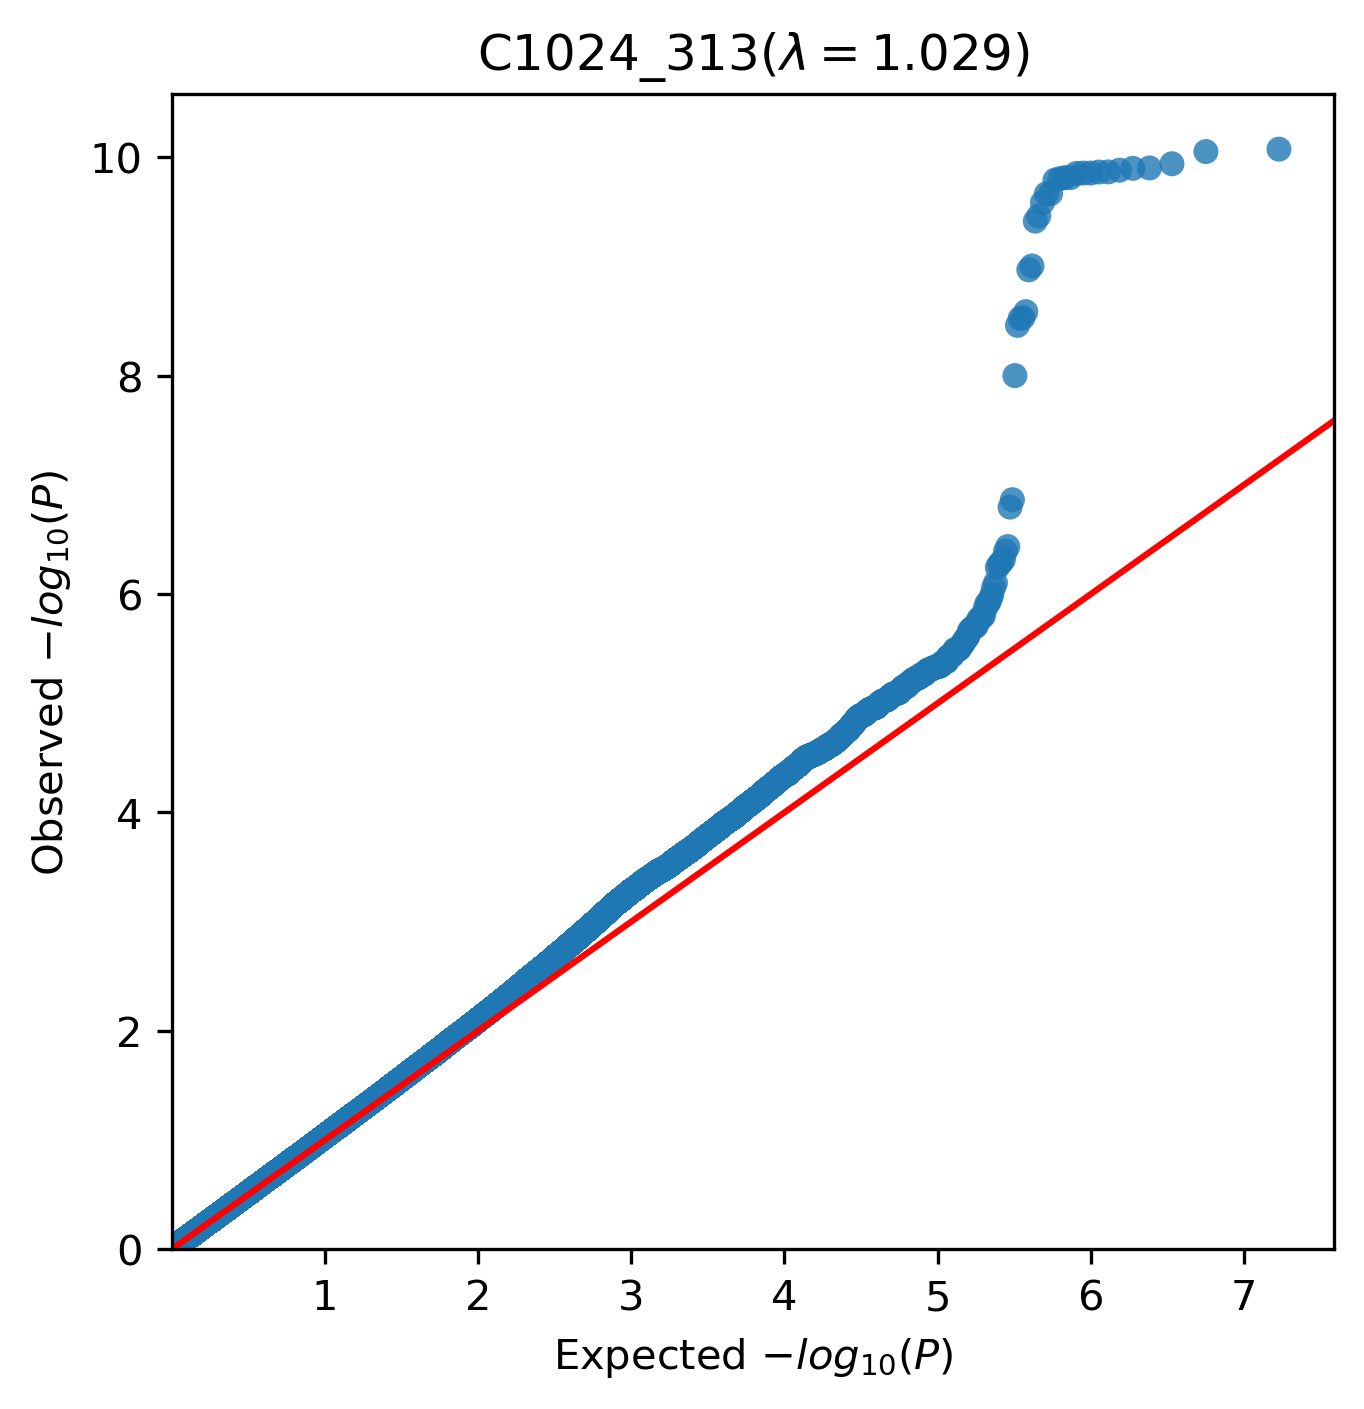 C1024_313(λ = 1.029)
10
8
6
4
2
0
Observed −log₁₀(P)
1 2 3 4 5 6 7
Expected −log₁₀(P)